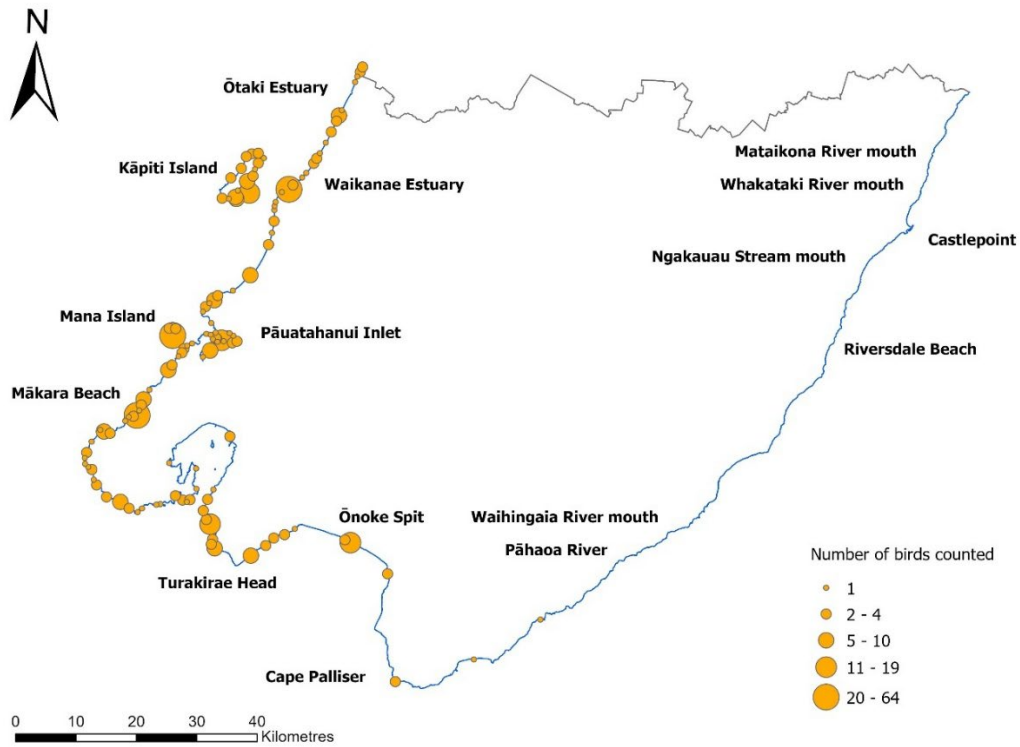 N
Ōtaki Estuary
Kāpiti Island
Waikanae Estuary
Mataikona River mouth
Whakataki River mouth
Castlepoint
Ngakauau Stream mouth
Mana Island
Pāuatahanui Inlet
Riversdale Beach
Mākara Beach
Ōnoke Spit
Waihingaia River mouth
Pāhaoa River
Turakirae Head
Cape Palliser
Number of birds counted
1
2 - 4
5 - 10
11 - 19
20 - 64
0 10 20 30 40
Kilometres